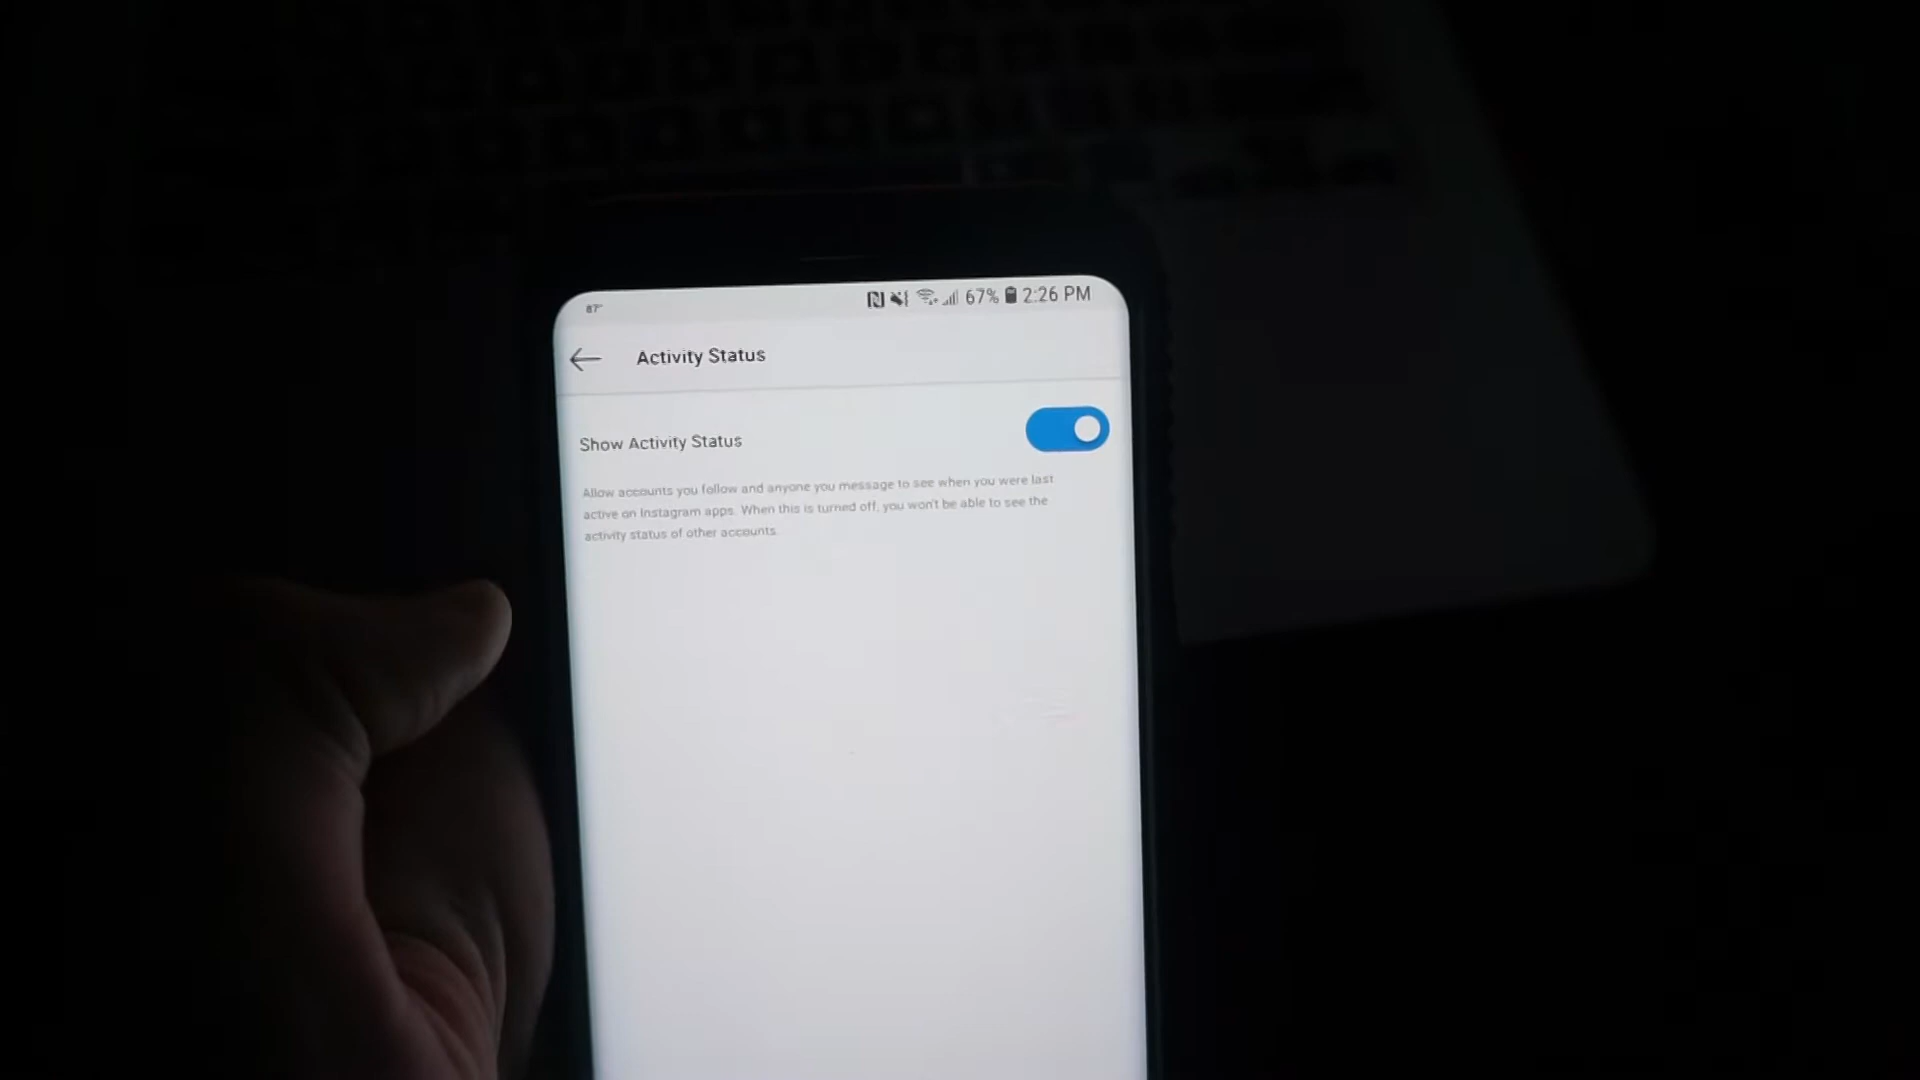 87° 67% 2:26 PM
Activity Status
Show Activity Status
Allow accounts you follow and anyone you message to see when you were last
active on Instagram apps. When this is turned off, you won't be able to see the
activity status of other accounts.